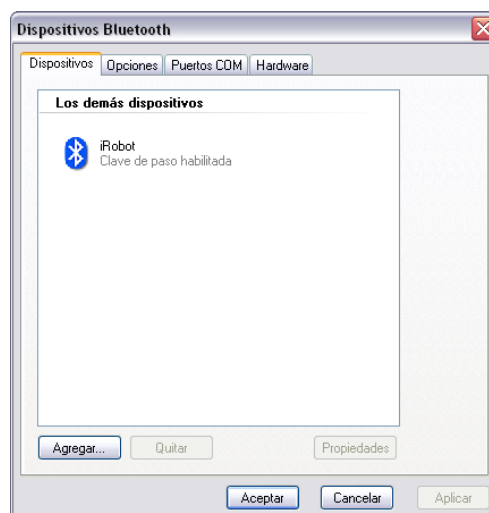 Dispositivos Bluetooth
Dispositivos Opciones Puertos COM Hardware
Los demás dispositivos
iRobot
Clave de paso habilitada
Agregar... Quitar Propiedades
Aceptar Cancelar Aplicar